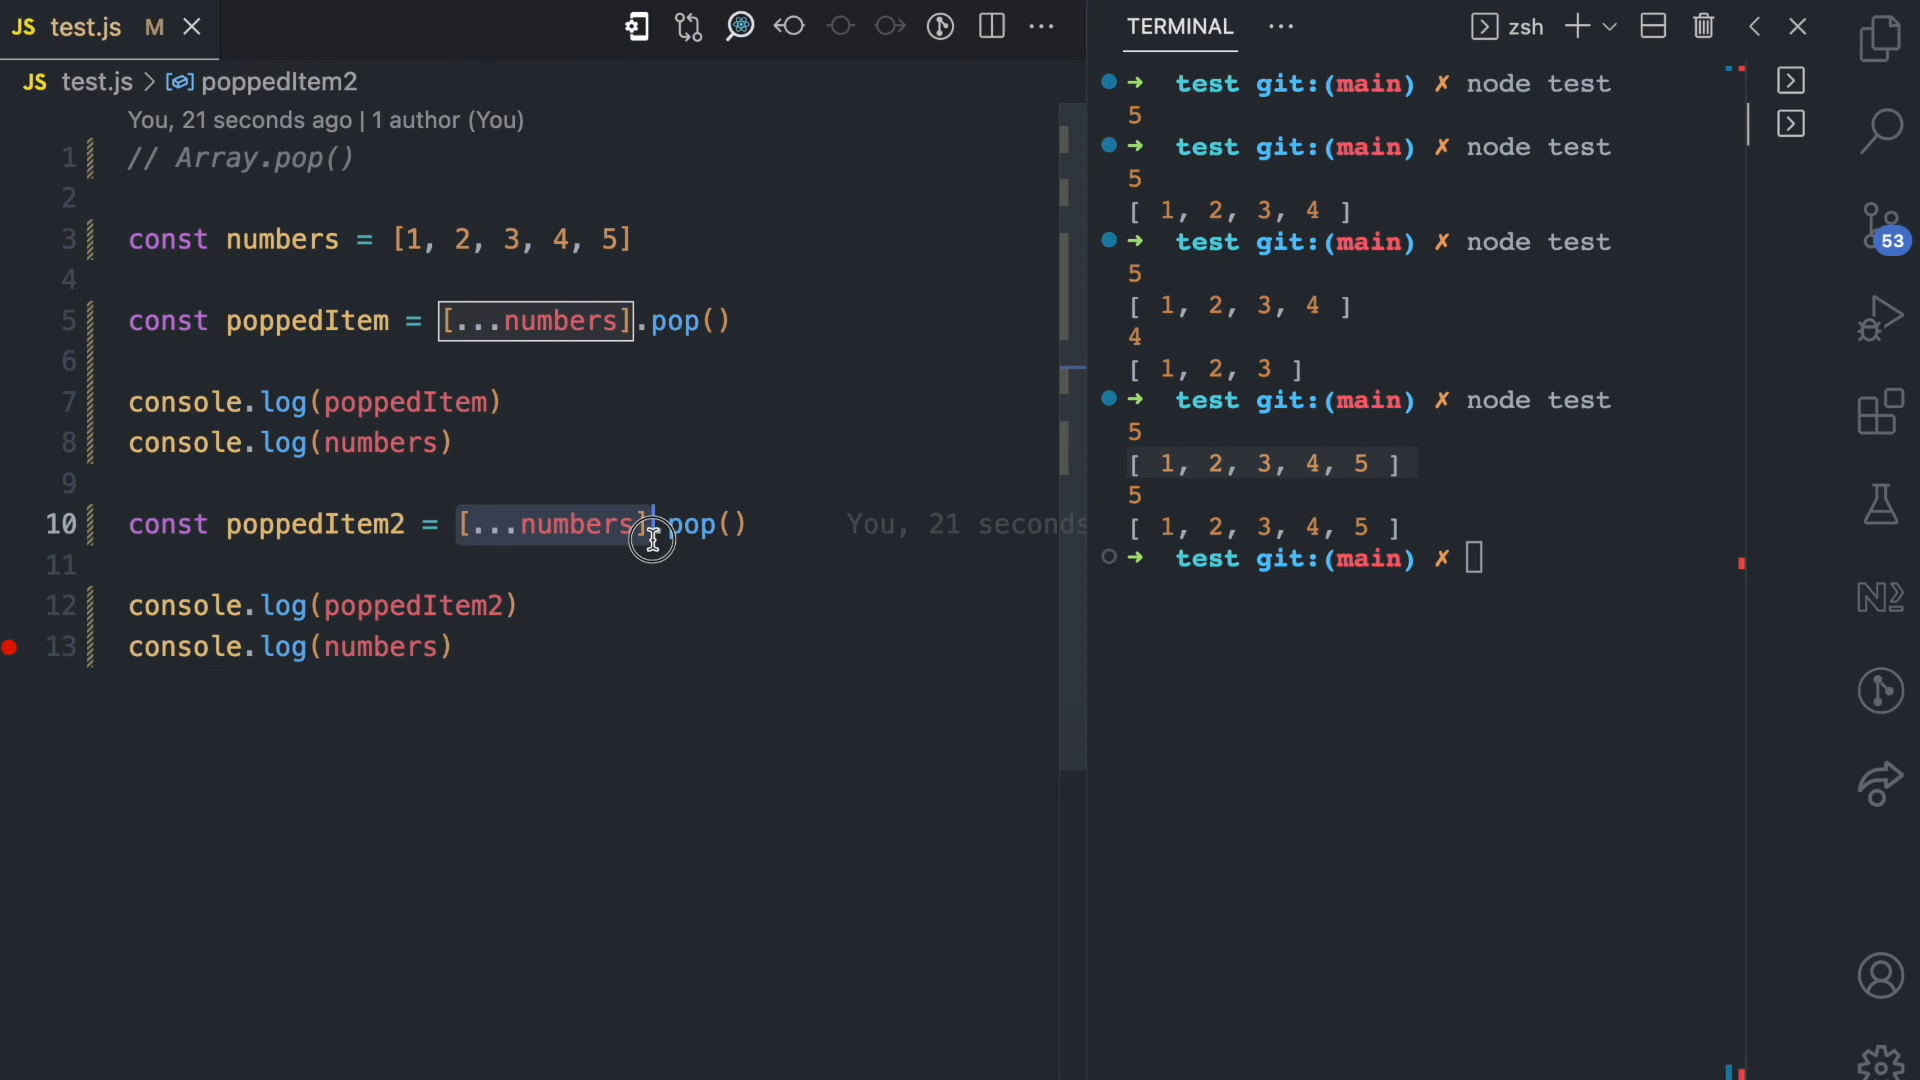 JS test.js M
JS test.js > poppedItem2
You, 21 seconds ago | 1 author (You)
1 // Array.pop()
2
3 const numbers = [1, 2, 3, 4, 5]
4
5 const poppedItem = [...numbers].pop()
6
7 console.log(poppedItem)
8 console.log(numbers)
9
10 const poppedItem2 = [...numbers].pop() You, 21 seconds
11
12 console.log(poppedItem2)
13 console.log(numbers)
TERMINAL ··· zsh
➜ test git:(main) ✗ node test
5
➜ test git:(main) ✗ node test
5
[ 1, 2, 3, 4 ]
➜ test git:(main) ✗ node test
5
[ 1, 2, 3, 4 ]
4
[ 1, 2, 3 ]
➜ test git:(main) ✗ node test
5
[ 1, 2, 3, 4, 5 ]
5
[ 1, 2, 3, 4, 5 ]
➜ test git:(main) ✗
53